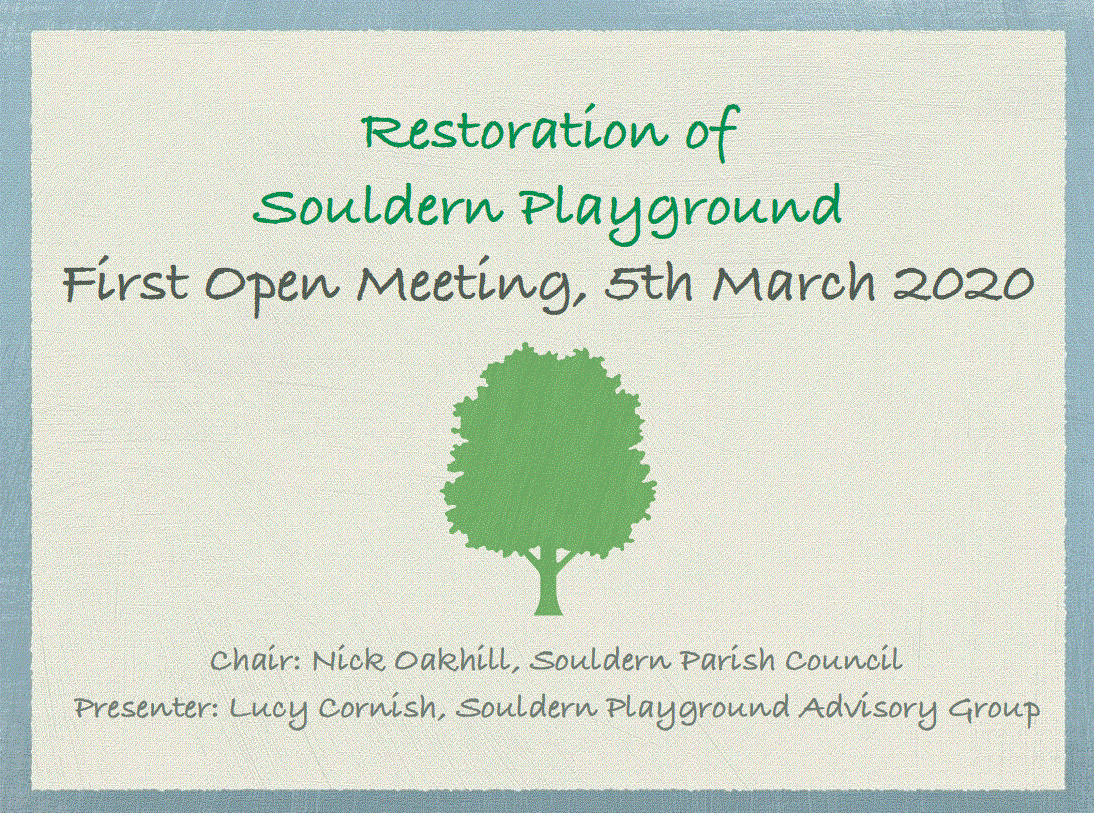 Restoration of
Souldern Playground
First Open Meeting, 5th March 2020
Chair: Nick Oakhill, Souldern Parish Council
Presenter: Lucy Cornish, Souldern Playground Advisory Group